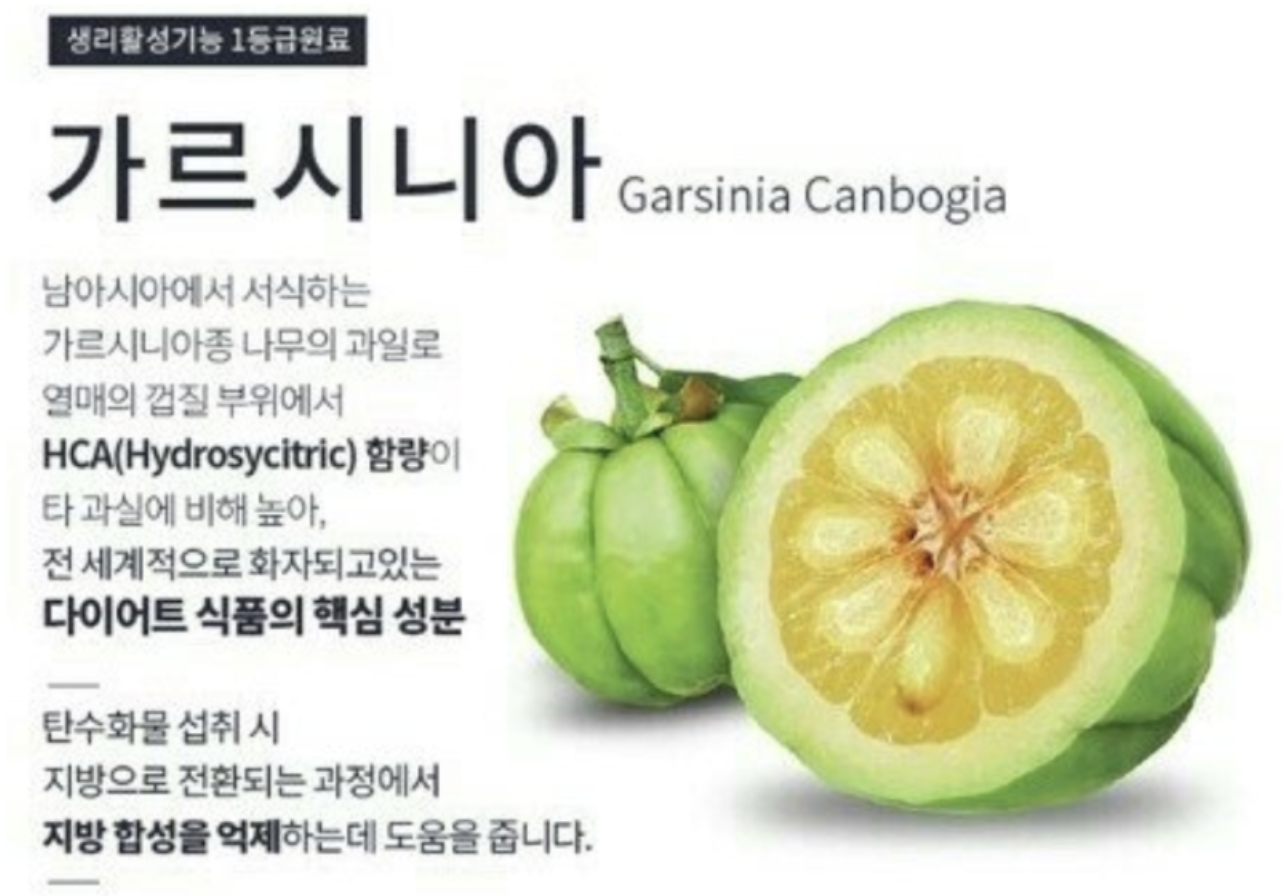 생리활성기능 1등급원료
가르시니아 Garsinia Canbogia
남아시아에서 서식하는
가르시니아종 나무의 과일로
열매의 껍질 부위에서
HCA(Hydrosycitric) 함량이
타 과실에 비해 높아,
전 세계적으로 화자되고있는
다이어트 식품의 핵심 성분
탄수화물 섭취 시
지방으로 전환되는 과정에서
지방 합성을 억제하는데 도움을 줍니다.